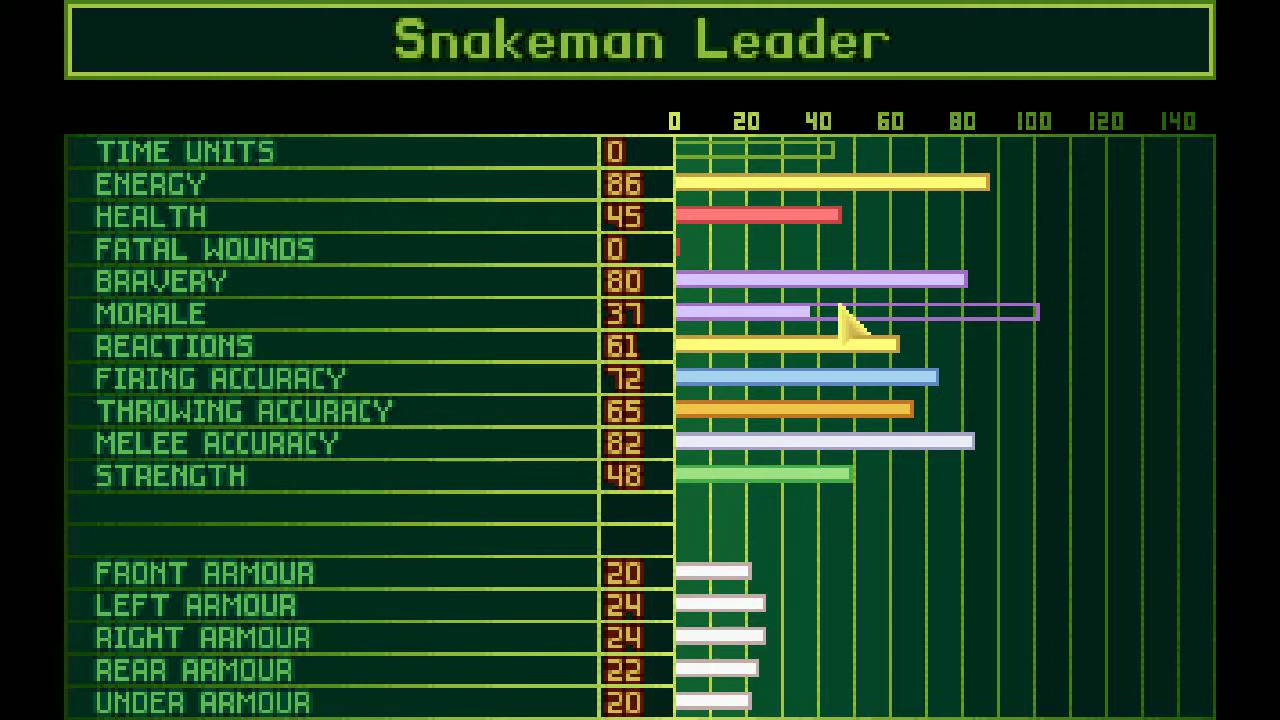 Snakeman Leader
0 20 40 60 80 100 120 140
TIME UNITS 0
ENERGY 86
HEALTH 45
FATAL WOUNDS 0
BRAVERY 80
MORALE 37
REACTIONS 61
FIRING ACCURACY 72
THROWING ACCURACY 65
MELEE ACCURACY 82
STRENGTH 48
FRONT ARMOUR 20
LEFT ARMOUR 24
RIGHT ARMOUR 24
REAR ARMOUR 22
UNDER ARMOUR 20